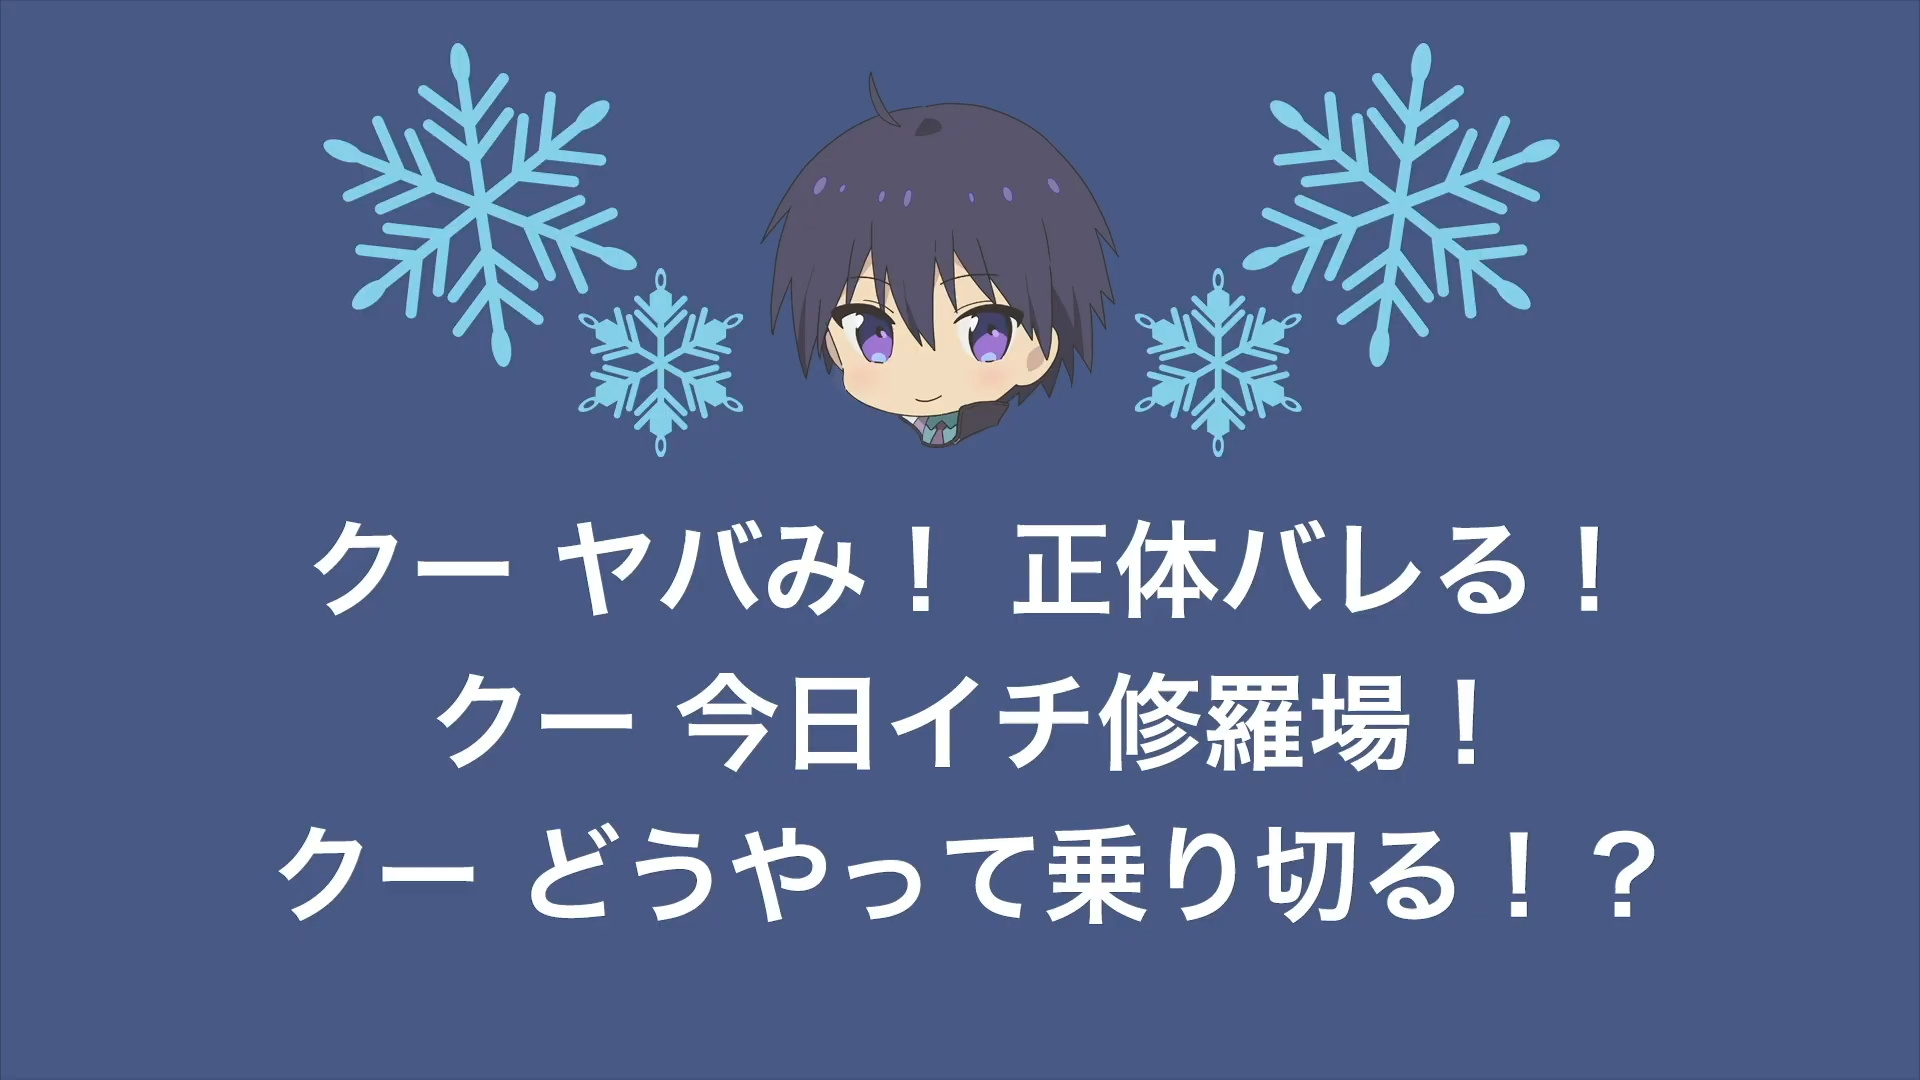 クー ヤバみ！ 正体バレる！
クー 今日イチ修羅場！
クー どうやって乗り切る！？